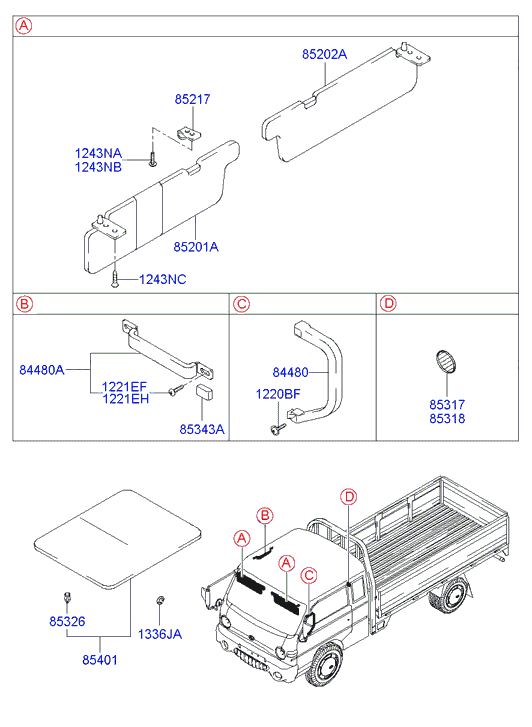 A
85202A
85217
1243NA
1243NB
85201A
1243NC
B
C
D
84480A
1221EF
1221EH
85343A
84480
1220BF
85317
85318
D
B
A
A
C
85326
1336JA
85401